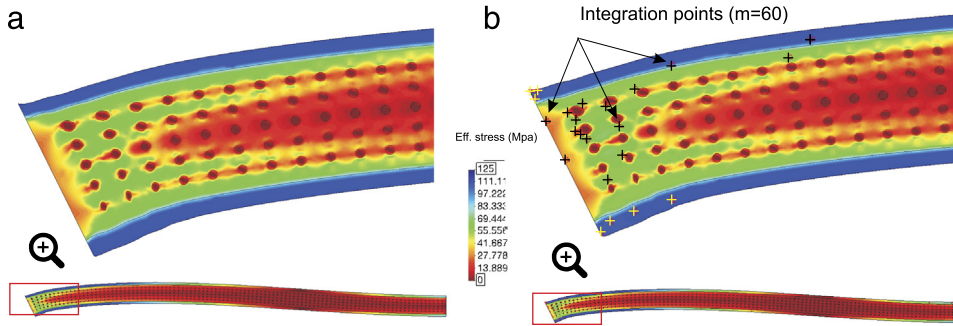 a
b
Integration points (m=60)
Eff. stress (Mpa)
125
111.11
97.222
83.333
69.444
55.556
41.667
27.778
13.889
0